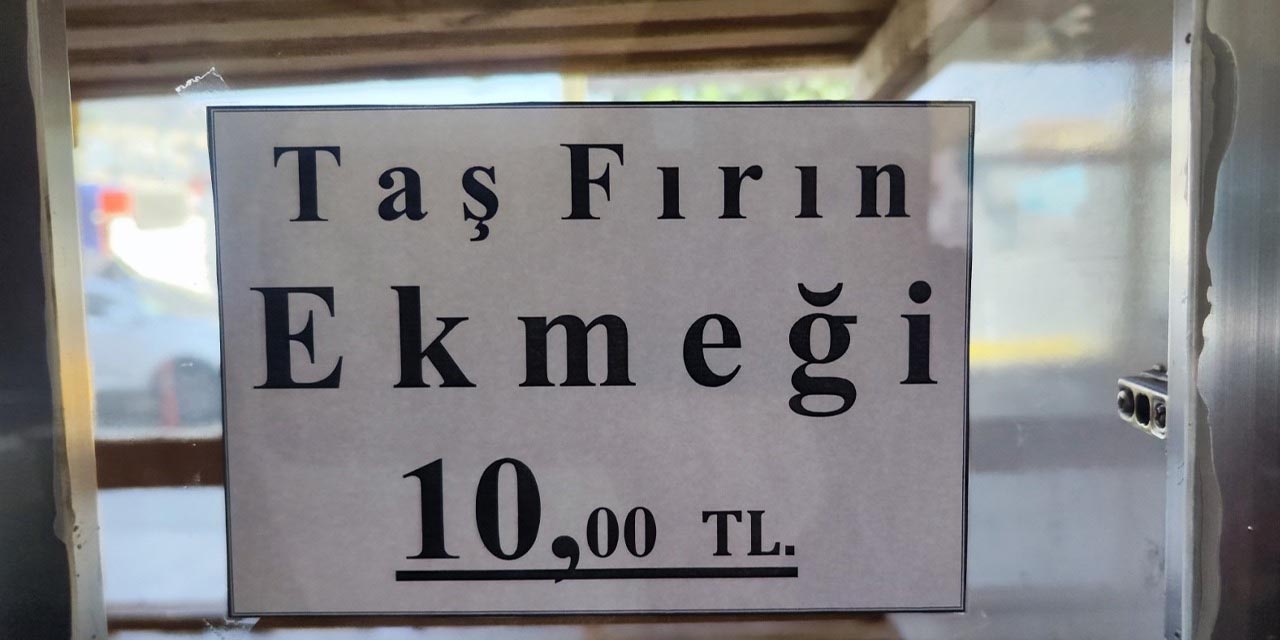 Taş Fırın
Ekmeği
10,00 TL.